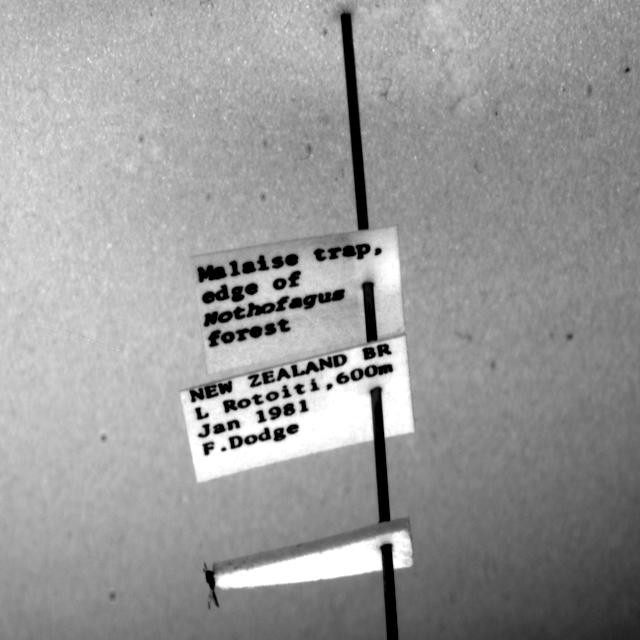 Malaise trap,
edge of
Nothofagus
forest
NEW ZEALAND BR
L. Rotoiti,600m
Jan 1981
F.Dodge